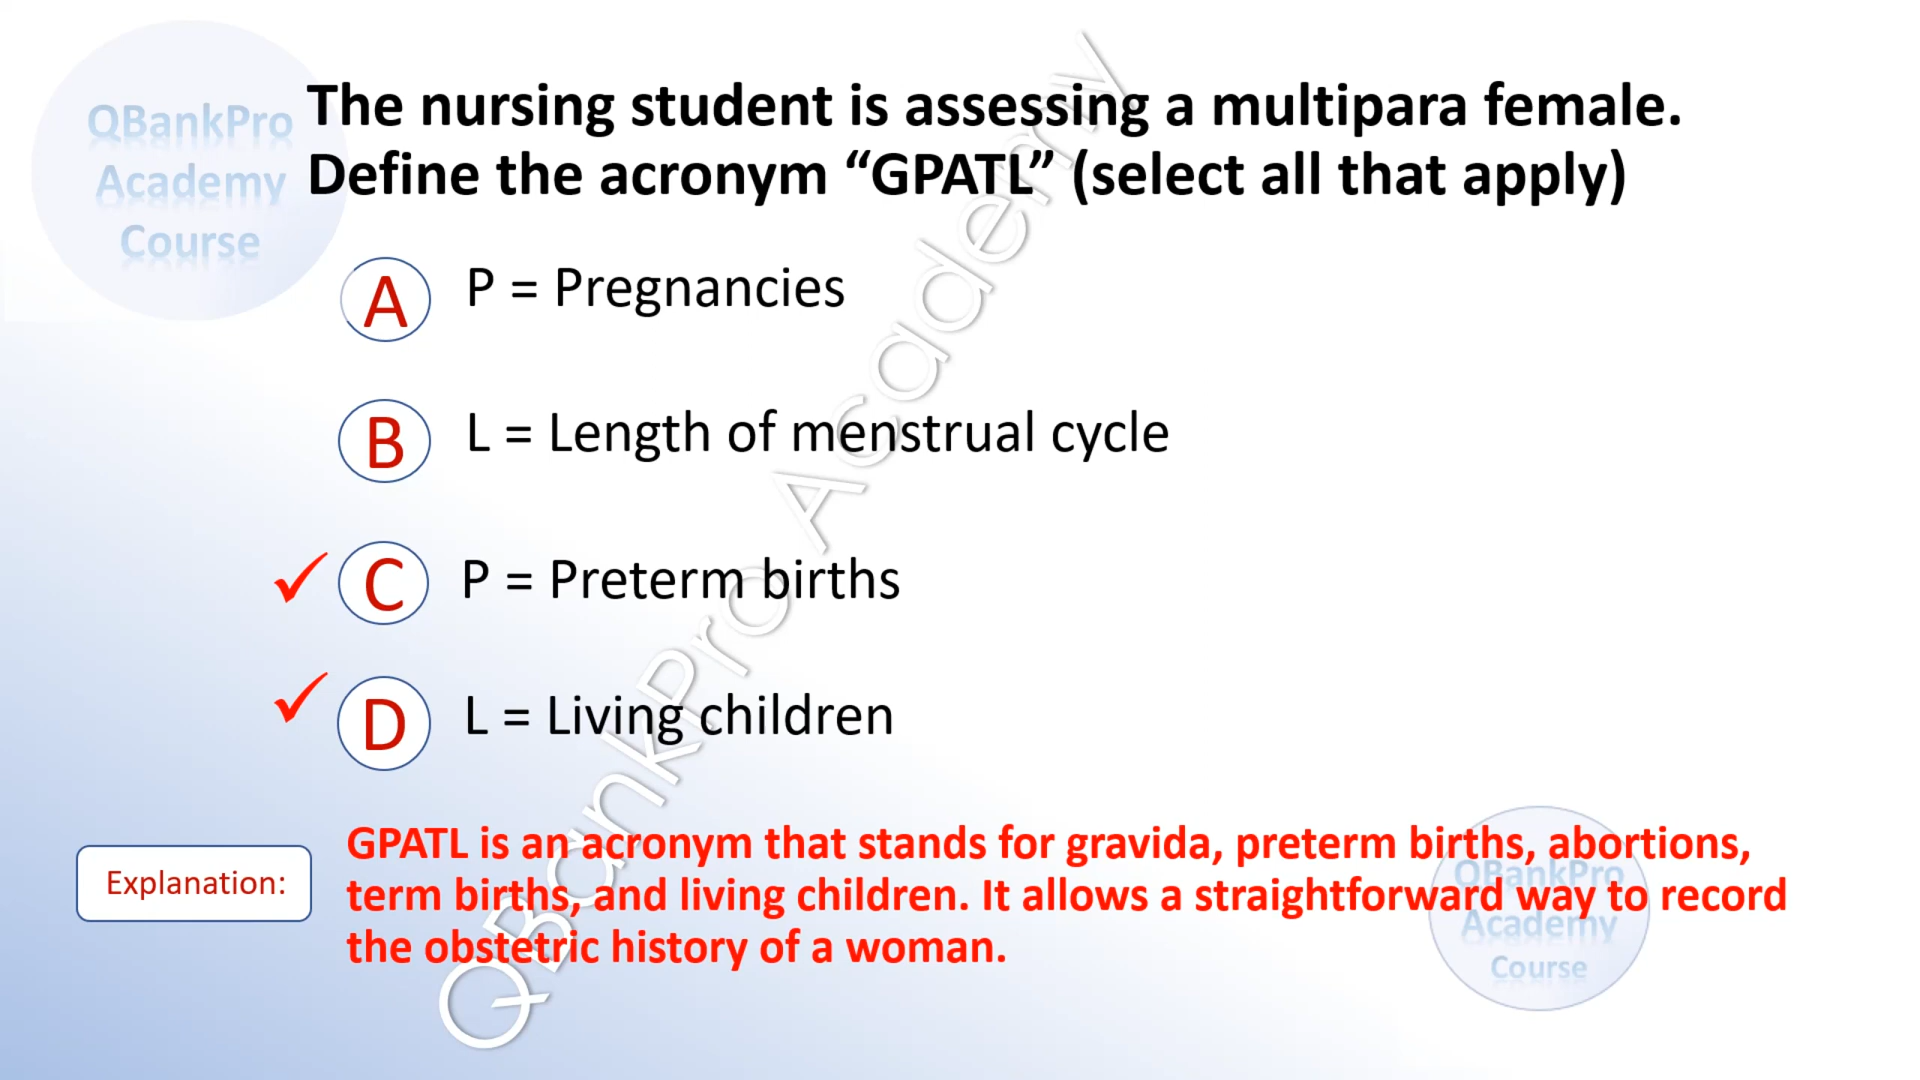 QBankPro
Academy
Course
The nursing student is assessing a multipara female.
Define the acronym “GPATL” (select all that apply)
A P = Pregnancies
B L = Length of menstrual cycle
C P = Preterm births
D L = Living children
Explanation:
GPATL is an acronym that stands for gravida, preterm births, abortions,
term births, and living children. It allows a straightforward way to record
the obstetric history of a woman.
QBankPro Academy
QBankPro
Academy
Course